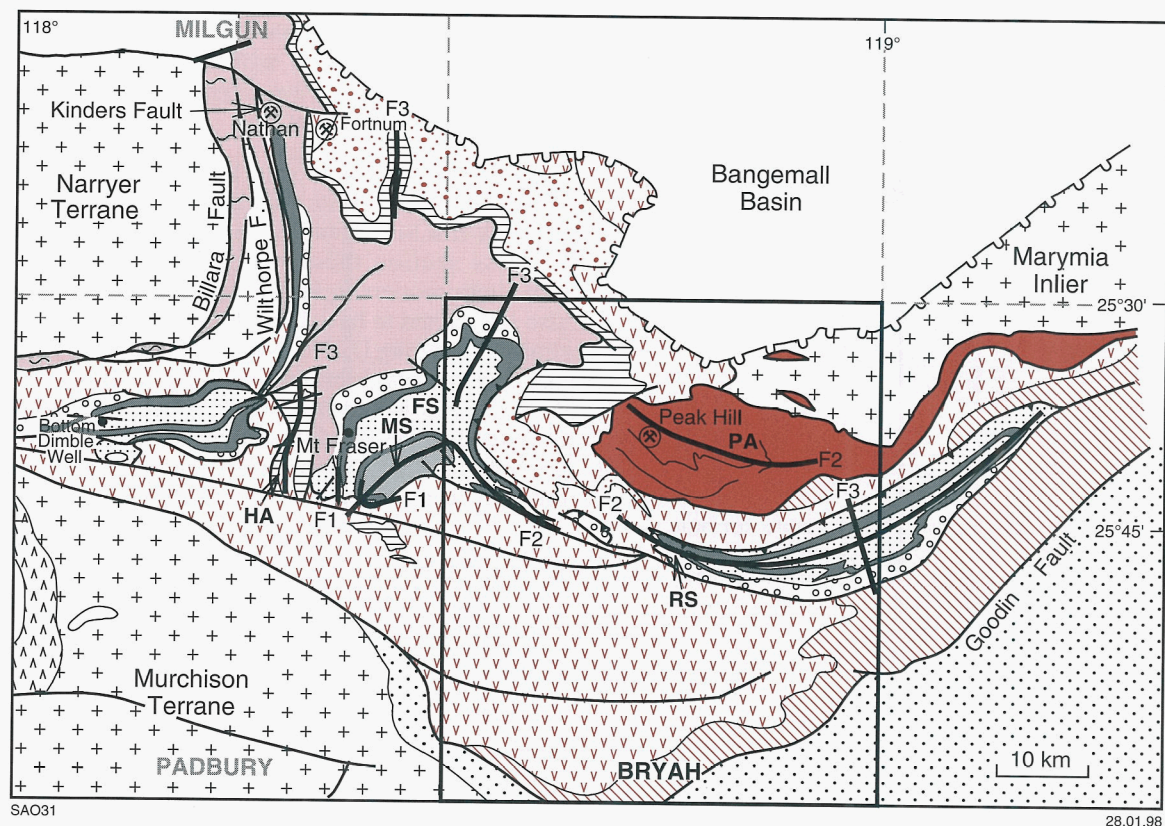 118°
MILGUN
119°
Kinders Fault
Nathan
Fortnum
F3
Narryer
Terrane
Bangemall
Basin
Marymia
Inlier
Billara Fault
Wilthorpe F
F3
25°30'
F3
FS
MS
Bottom
Dimble
Well
Mt Fraser
Peak Hill
PA
F2
F3
HA
F1
F1
F2
F2
25°45'
RS
Goodin Fault
Murchison
Terrane
PADBURY
BRYAH
10 km
SAO31
28.01.98